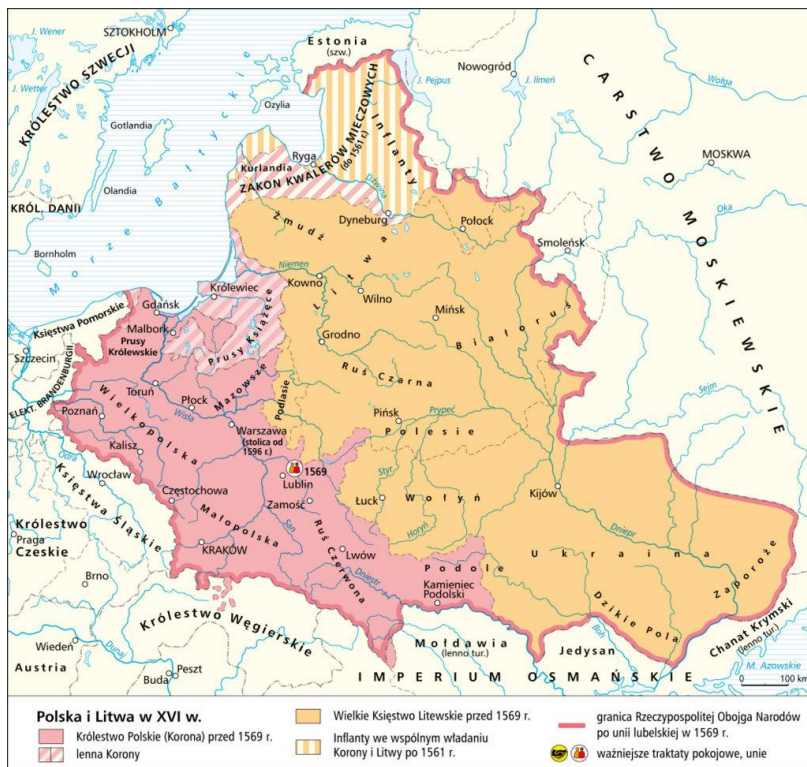 SZTOKHOLM
J. Wener
J. Wetter
KRÓLESTWO SZWECJI
Estonia
(szw.)
J. Pejpus
Nowogród
J. Ilmeń
Wołga
CARSTWO MOSKIEWSKIE
Gotlandia
Ozylia
Inflanty
Ryga
Kurlandia
ZAKON KAWALERÓW MIECZOWYCH
(do 1561 r.)
Dźwina
MOSKWA
Oka
Olandia
KRÓL. DANII
Morze Bałtyckie
Bornholm
Dyneburg
Połock
Żmudź
Smoleńsk
Niemen
Kowno
Litwa
Wilno
Królewiec
Gdańsk
Księstwa Pomorskie
Malbork
Prusy
Królewskie
Prusy Książęce
Mińsk
Białoruś
Grodno
Szczecin
ELEKT. BRANDENBURGII
Toruń
Płock
Mazowsze
Ruś Czarna
Podlasie
Sejm
Poznań
Wielkopolska
Wisła
Warszawa
(stolica od
1596 r.)
Pińsk
Prypeć
Polesie
Kalisz
Odra
Wrocław
Księstwa Śląskie
1569
Lublin
Styr
Częstochowa
Zamość
Łuck
Wołyń
Kijów
Małopolska
San
Horyń
Dniepr
Królestwo
Czeskie
Praga
KRAKÓW
Ruś Czerwona
Lwów
Podole
Ukraina
Zaporoże
Brno
Dniestr
Kamieniec
Podolski
Dzikie Pola
Królestwo Węgierskie
Wiedeń
Dunaj
Austria
Mołdawia
(lenno tur.)
Boh
Jedysan
Chanat Krymski
(lenno tur.)
Peszt
Buda
IMPERIUM OSMAŃSKIE
M. Azowskie
0 100 km
Polska i Litwa w XVI w.
Królestwo Polskie (Korona) przed 1569 r.
lenna Korony
Wielkie Księstwo Litewskie przed 1569 r.
Inflanty we wspólnym władaniu
Korony i Litwy po 1561 r.
granica Rzeczypospolitej Obojga Narodów
po unii lubelskiej w 1569 r.
ważniejsze traktaty pokojowe, unie